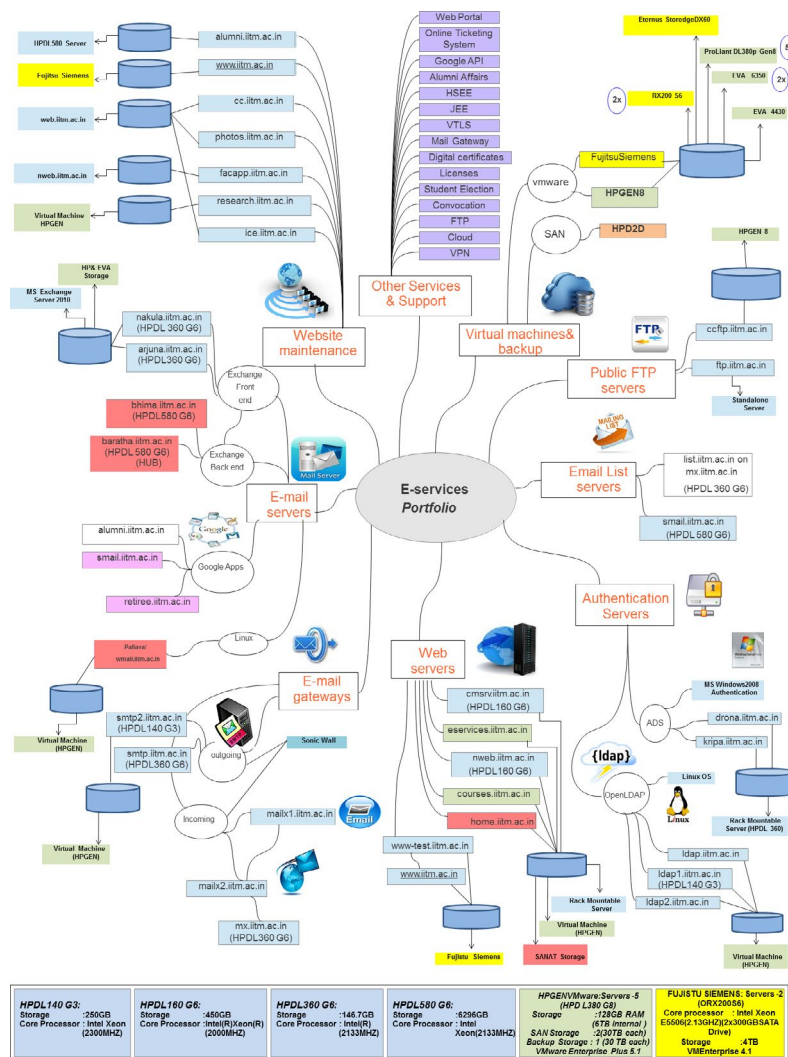 HPDL580 Server
alumni.iitm.ac.in
Fujitsu Siemens
www.iitm.ac.in
web.iitm.ac.in
cc.iitm.ac.in
photos.iitm.ac.in
nweb.iitm.ac.in
facapp.iitm.ac.in
Virtual Machine
HPGEN
research.iitm.ac.in
ice.iitm.ac.in
Website
maintenance
Web Portal
Online Ticketing
System
Google API
Alumni Affairs
HSEE
JEE
VTLS
Mail Gateway
Digital certificates
Licenses
Student Election
Convocation
FTP
Cloud
VPN
Other Services
& Support
Eternus StoredgeDX60
ProLiant DL380p Gen8
EVA 6350
2x
2x
RX200 S6
EVA 4430
FujitsuSiemens
vmware
HPGEN8
SAN
HPD2D
Virtual machines&
backup
HPGEN 8
FTP
ccftp.iitm.ac.in
Public FTP
servers
ftp.iitm.ac.in
Standalone
Server
HP& EVA
Storage
MS Exchange
Server 2010
nakula.iitm.ac.in
(HPDL 360 G6)
arjuna.iitm.ac.in
(HPDL360 G6)
Exchange
Front
end
bhima.iitm.ac.in
(HPDL580 G6)
baratha.iitm.ac.in
(HPDL 580 G6)
(HUB)
Exchange
Back end
Mail Server
E-mail
servers
alumni.iitm.ac.in
Google
smail.iitm.ac.in
Google Apps
retiree.iitm.ac.in
Linux
wmail.iitm.ac.in
Virtual Machine
(HPGEN)
E-services
Portfolio
MAILING
LIST
Email List
servers
list.iitm.ac.in on
mx.iitm.ac.in
(HPDL 360 G6)
smail.iitm.ac.in
(HPDL 580 G6)
Authentication
Servers
MS Windows2008
Authentication
ADS
drona.iitm.ac.in
kripa.iitm.ac.in
Rack Mountable
Server (HPDL 360)
{ldap}
OpenLDAP
Linux OS
Linux
ldap.iitm.ac.in
ldap1.iitm.ac.in
(HPDL140 G3)
ldap2.iitm.ac.in
Virtual Machine
(HPGEN)
E-mail
gateways
smtp2.iitm.ac.in
(HPDL140 G3)
smtp.iitm.ac.in
(HPDL360 G6)
outgoing
Sonic Wall
Incoming
mailx1.iitm.ac.in
Email
Virtual Machine
(HPGEN)
mailx2.iitm.ac.in
mx.iitm.ac.in
(HPDL360 G6)
Web
servers
cmsrv.iitm.ac.in
(HPDL160 G6)
eservices.iitm.ac.in
nweb.iitm.ac.in
(HPDL160 G6)
courses.iitm.ac.in
home.iitm.ac.in
www-test.iitm.ac.in
www.iitm.ac.in
Rack Mountable
Server
Virtual Machine
(HPGEN)
Fujistu Siemens
SANAT Storage
HPDL140 G3:
Storage :250GB
Core Processor : Intel Xeon
(2300MHZ)
HPDL160 G6:
Storage :450GB
Core Processor : Intel(R)Xeon(R)
(2000MHZ)
HPDL360 G6:
Storage :146.7GB
Core Processor : Intel(R)
(2133MHZ)
HPDL580 G6:
Storage :6296GB
Core Processor : Intel
Xeon(2133MHZ)
HPGENVMware:Servers -5
(HPD L380 G8)
Storage :128GB RAM
(6TB Internal )
SAN Storage :2(30TB each)
Backup Storage : 1 (30 TB each)
VMware Enterprise Plus 5.1
FUJISTU SIEMENS: Servers -2
(ORX200S6)
Core processor : Intel Xeon
E5506(2.13GHZ)(2x300GBSATA
Drive)
Storage :4TB
VMEnterprise 4.1